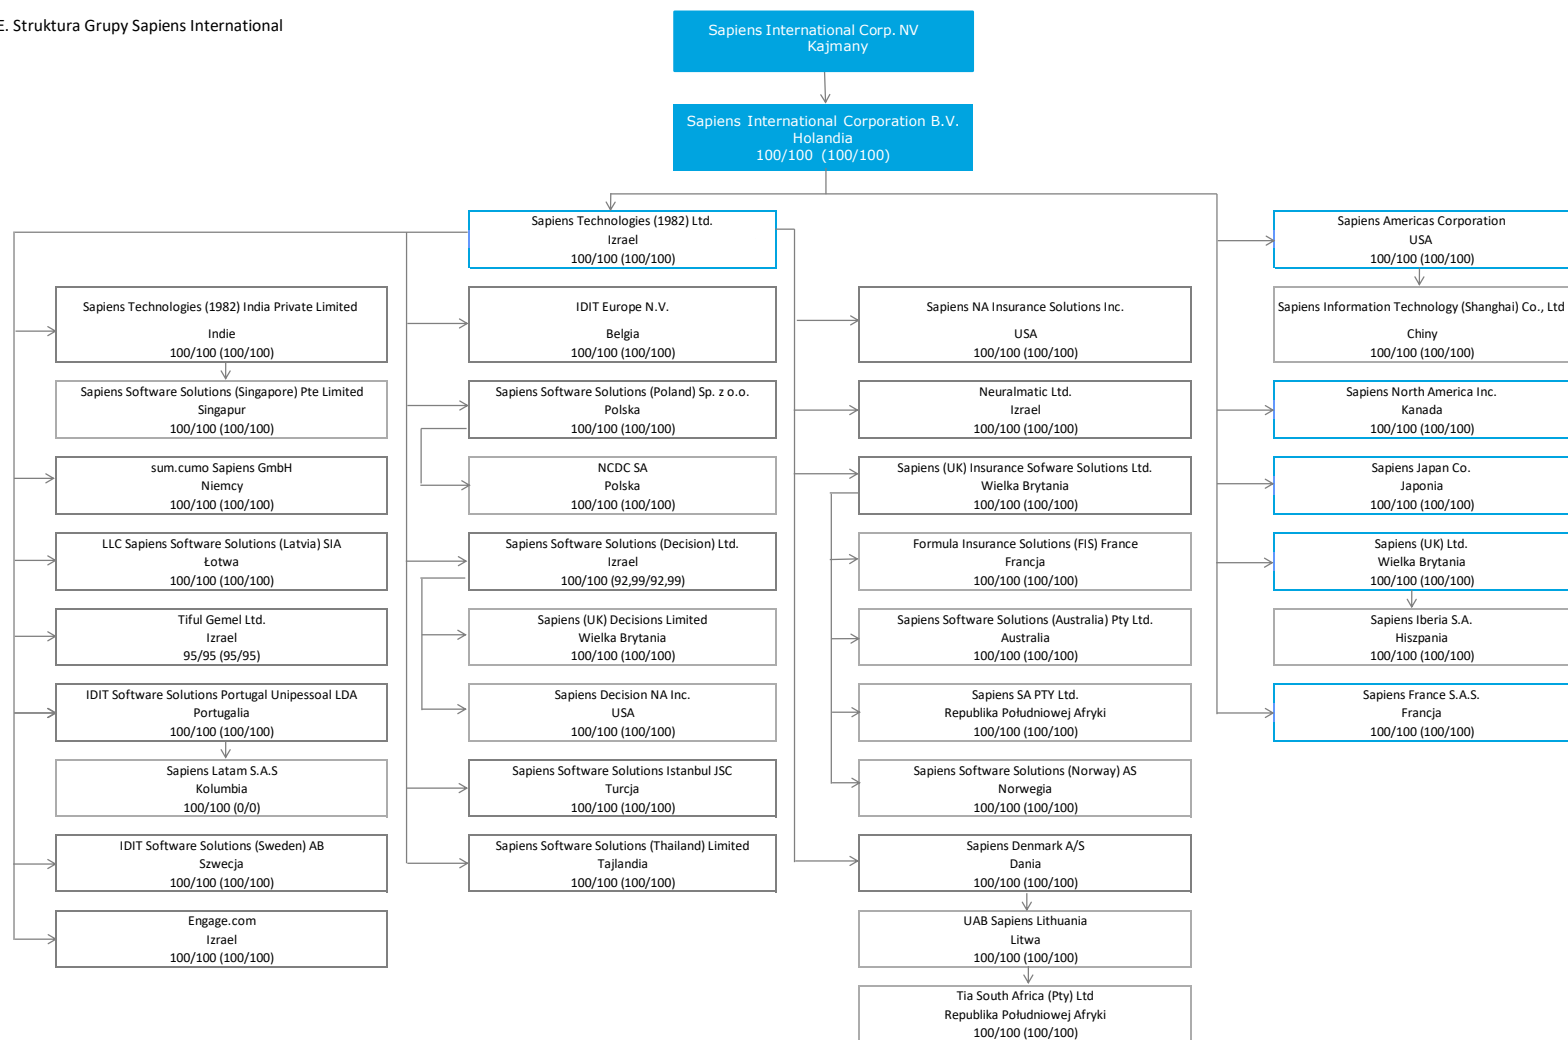 E. Struktura Grupy Sapiens International
Sapiens International Corp. NV
Kajmany
Sapiens International Corporation B.V.
Holandia
100/100 (100/100)
Sapiens Technologies (1982) Ltd.
Izrael
100/100 (100/100)
Sapiens Technologies (1982) India Private Limited
Indie
100/100 (100/100)
Sapiens Software Solutions (Singapore) Pte Limited
Singapur
100/100 (100/100)
sum.cumo Sapiens GmbH
Niemcy
100/100 (100/100)
LLC Sapiens Software Solutions (Latvia) SIA
Łotwa
100/100 (100/100)
Tiful Gemel Ltd.
Izrael
95/95 (95/95)
IDIT Software Solutions Portugal Unipessoal LDA
Portugalia
100/100 (100/100)
Sapiens Latam S.A.S
Kolumbia
100/100 (0/0)
IDIT Software Solutions (Sweden) AB
Szwecja
100/100 (100/100)
Engage.com
Izrael
100/100 (100/100)
IDIT Europe N.V.
Belgia
100/100 (100/100)
Sapiens Software Solutions (Poland) Sp. z o.o.
Polska
100/100 (100/100)
NCDC SA
Polska
100/100 (100/100)
Sapiens Software Solutions (Decision) Ltd.
Izrael
100/100 (92,99/92,99)
Sapiens (UK) Decisions Limited
Wielka Brytania
100/100 (100/100)
Sapiens Decision NA Inc.
USA
100/100 (100/100)
Sapiens Software Solutions Istanbul JSC
Turcja
100/100 (100/100)
Sapiens Software Solutions (Thailand) Limited
Tajlandia
100/100 (100/100)
Sapiens NA Insurance Solutions Inc.
USA
100/100 (100/100)
Neuralmatic Ltd.
Izrael
100/100 (100/100)
Sapiens (UK) Insurance Sofware Solutions Ltd.
Wielka Brytania
100/100 (100/100)
Formula Insurance Solutions (FIS) France
Francja
100/100 (100/100)
Sapiens Software Solutions (Australia) Pty Ltd.
Australia
100/100 (100/100)
Sapiens SA PTY Ltd.
Republika Południowej Afryki
100/100 (100/100)
Sapiens Software Solutions (Norway) AS
Norwegia
100/100 (100/100)
Sapiens Denmark A/S
Dania
100/100 (100/100)
UAB Sapiens Lithuania
Litwa
100/100 (100/100)
Tia South Africa (Pty) Ltd
Republika Południowej Afryki
100/100 (100/100)
Sapiens Americas Corporation
USA
100/100 (100/100)
Sapiens Information Technology (Shanghai) Co., Ltd
Chiny
100/100 (100/100)
Sapiens North America Inc.
Kanada
100/100 (100/100)
Sapiens Japan Co.
Japonia
100/100 (100/100)
Sapiens (UK) Ltd.
Wielka Brytania
100/100 (100/100)
Sapiens Iberia S.A.
Hiszpania
100/100 (100/100)
Sapiens France S.A.S.
Francja
100/100 (100/100)